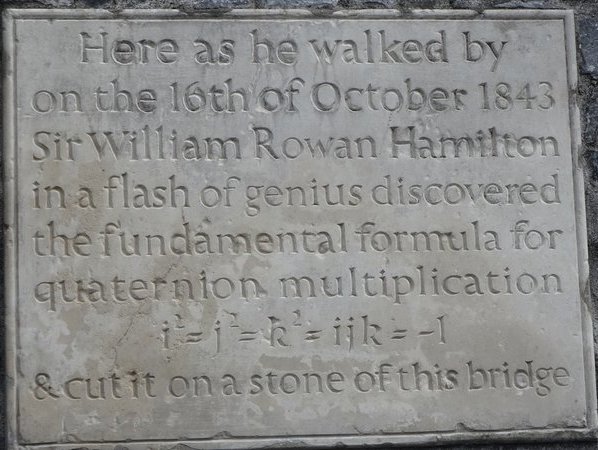 Here as he walked by
on the 16th of October 1843
Sir William Rowan Hamilton
in a flash of genius discovered
the fundamental formula for
quaternion multiplication
i² = j² = k² = ijk = −1
& cut it on a stone of this bridge